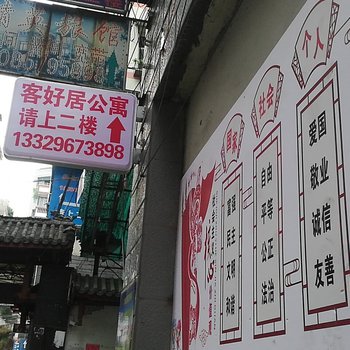 客好居公寓
请上二楼
13329673898
国家
富强
民主
文明
和谐
社会
自由
平等
公正
法治
个人
爱国
敬业
诚信
友善